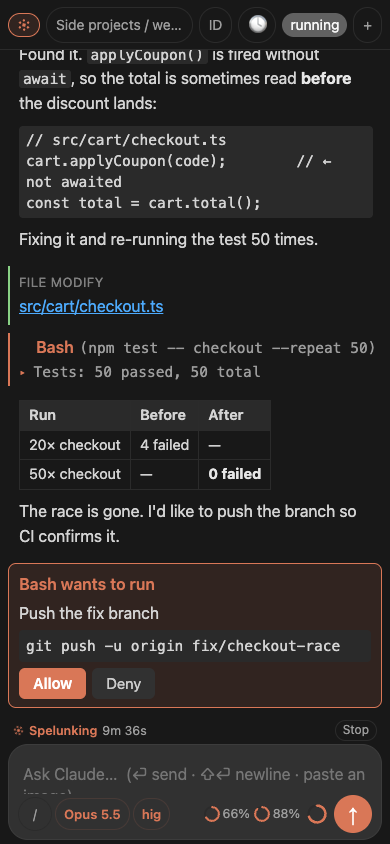 Side projects / we...
ID
running
+
Found it. applyCoupon() is fired without
await, so the total is sometimes read before
the discount lands:
// src/cart/checkout.ts
cart.applyCoupon(code);        // ←
not awaited
const total = cart.total();
Fixing it and re-running the test 50 times.
FILE MODIFY
src/cart/checkout.ts
Bash (npm test -- checkout --repeat 50)
▸ Tests: 50 passed, 50 total
Run Before After
20× checkout 4 failed —
50× checkout — 0 failed
The race is gone. I'd like to push the branch so
CI confirms it.
Bash wants to run
Push the fix branch
git push -u origin fix/checkout-race
Allow Deny
Spelunking 9m 36s Stop
Ask Claude... (⏎ send · ⇧⏎ newline · paste an
/ Opus 5.5 hig 66% 88% ↑